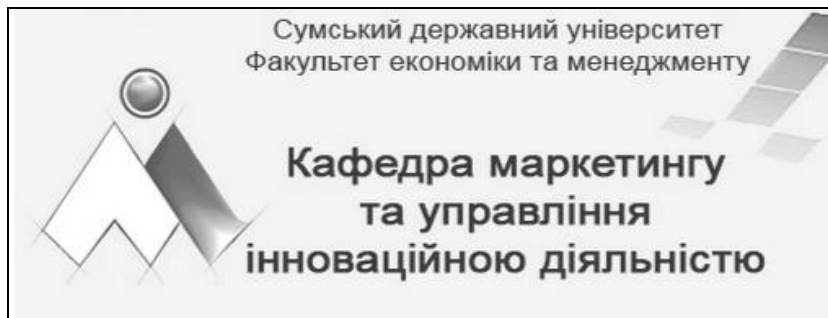 Сумський державний університет
Факультет економіки та менеджменту
Кафедра маркетингу
та управління
інноваційною діяльністю